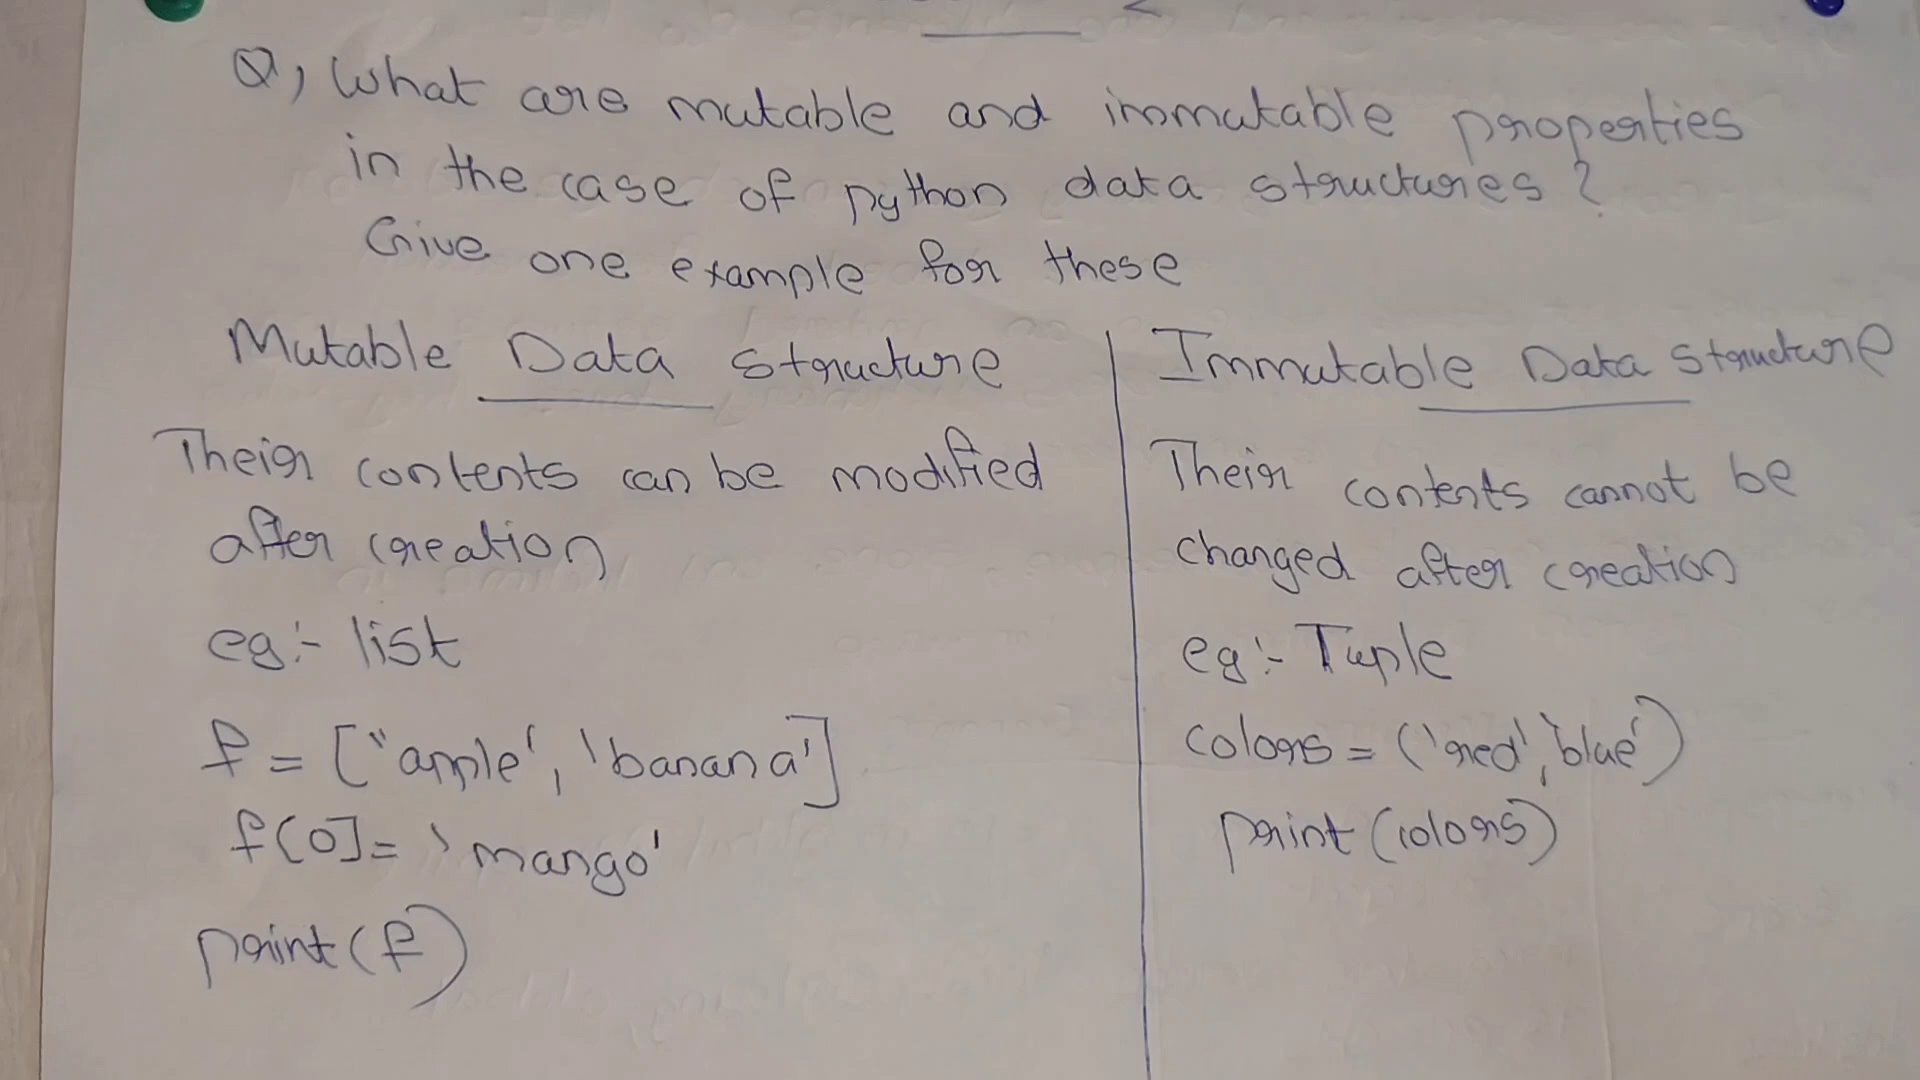 Q, What are mutable and immutable properties
in the case of python data structures?
Give one example for these
Mutable Data structure
Their contents can be modified
after creation
eg:- list
f = ["apple', 'banana']
f[0]= 'mango'
print(f)
Immutable Data structure
Their contents cannot be
changed after creation
eg:- Tuple
colors = ('red', 'blue')
print(colors)